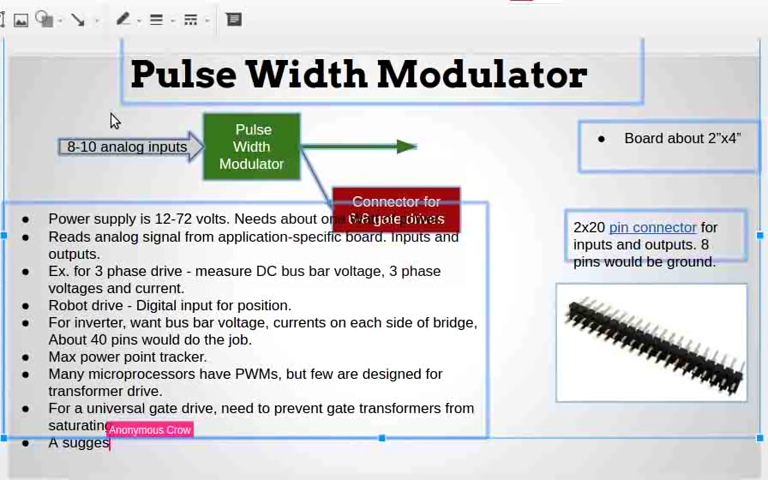 Pulse Width Modulator
8-10 analog inputs
Pulse
Width
Modulator
Board about 2”x4”
Connector for
6-8 gate drives
Power supply is 12-72 volts. Needs about one
Reads analog signal from application-specific board. Inputs and
outputs.
Ex. for 3 phase drive - measure DC bus bar voltage, 3 phase
voltages and current.
Robot drive - Digital input for position.
For inverter, want bus bar voltage, currents on each side of bridge,
About 40 pins would do the job.
Max power point tracker.
Many microprocessors have PWMs, but few are designed for
transformer drive.
For a universal gate drive, need to prevent gate transformers from
saturating
Anonymous Crow
A sugges
2x20 pin connector for
inputs and outputs. 8
pins would be ground.